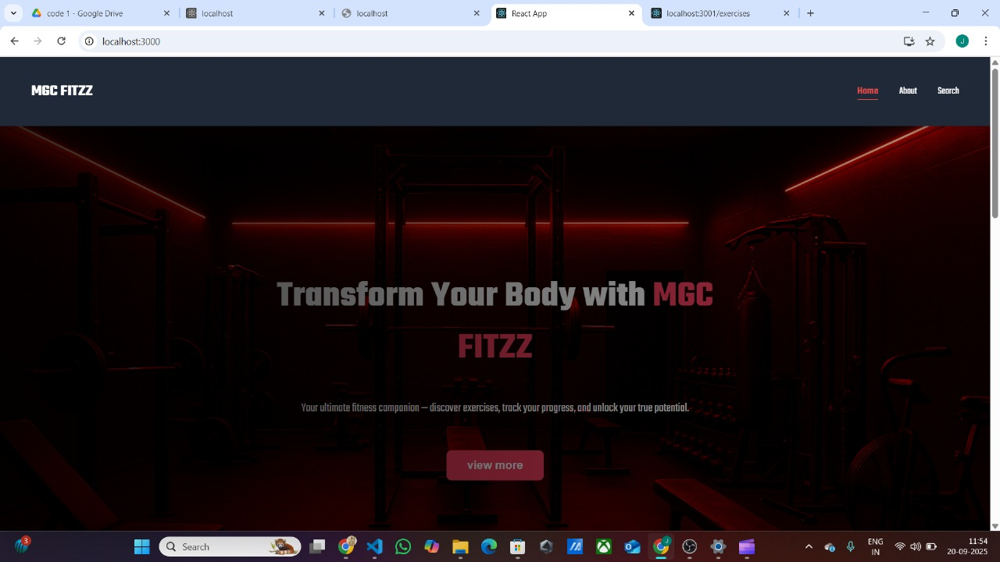 code 1 - Google Drive
localhost
localhost
React App
localhost:3001/exercises
localhost:3000
J
MGC FITZZ
Home
About
Search
Transform Your Body with MGC
FITZZ
Your ultimate fitness companion — discover exercises, track your progress, and unlock your true potential.
view more
3
Search
J
ENG
IN
11:54
20-09-2025